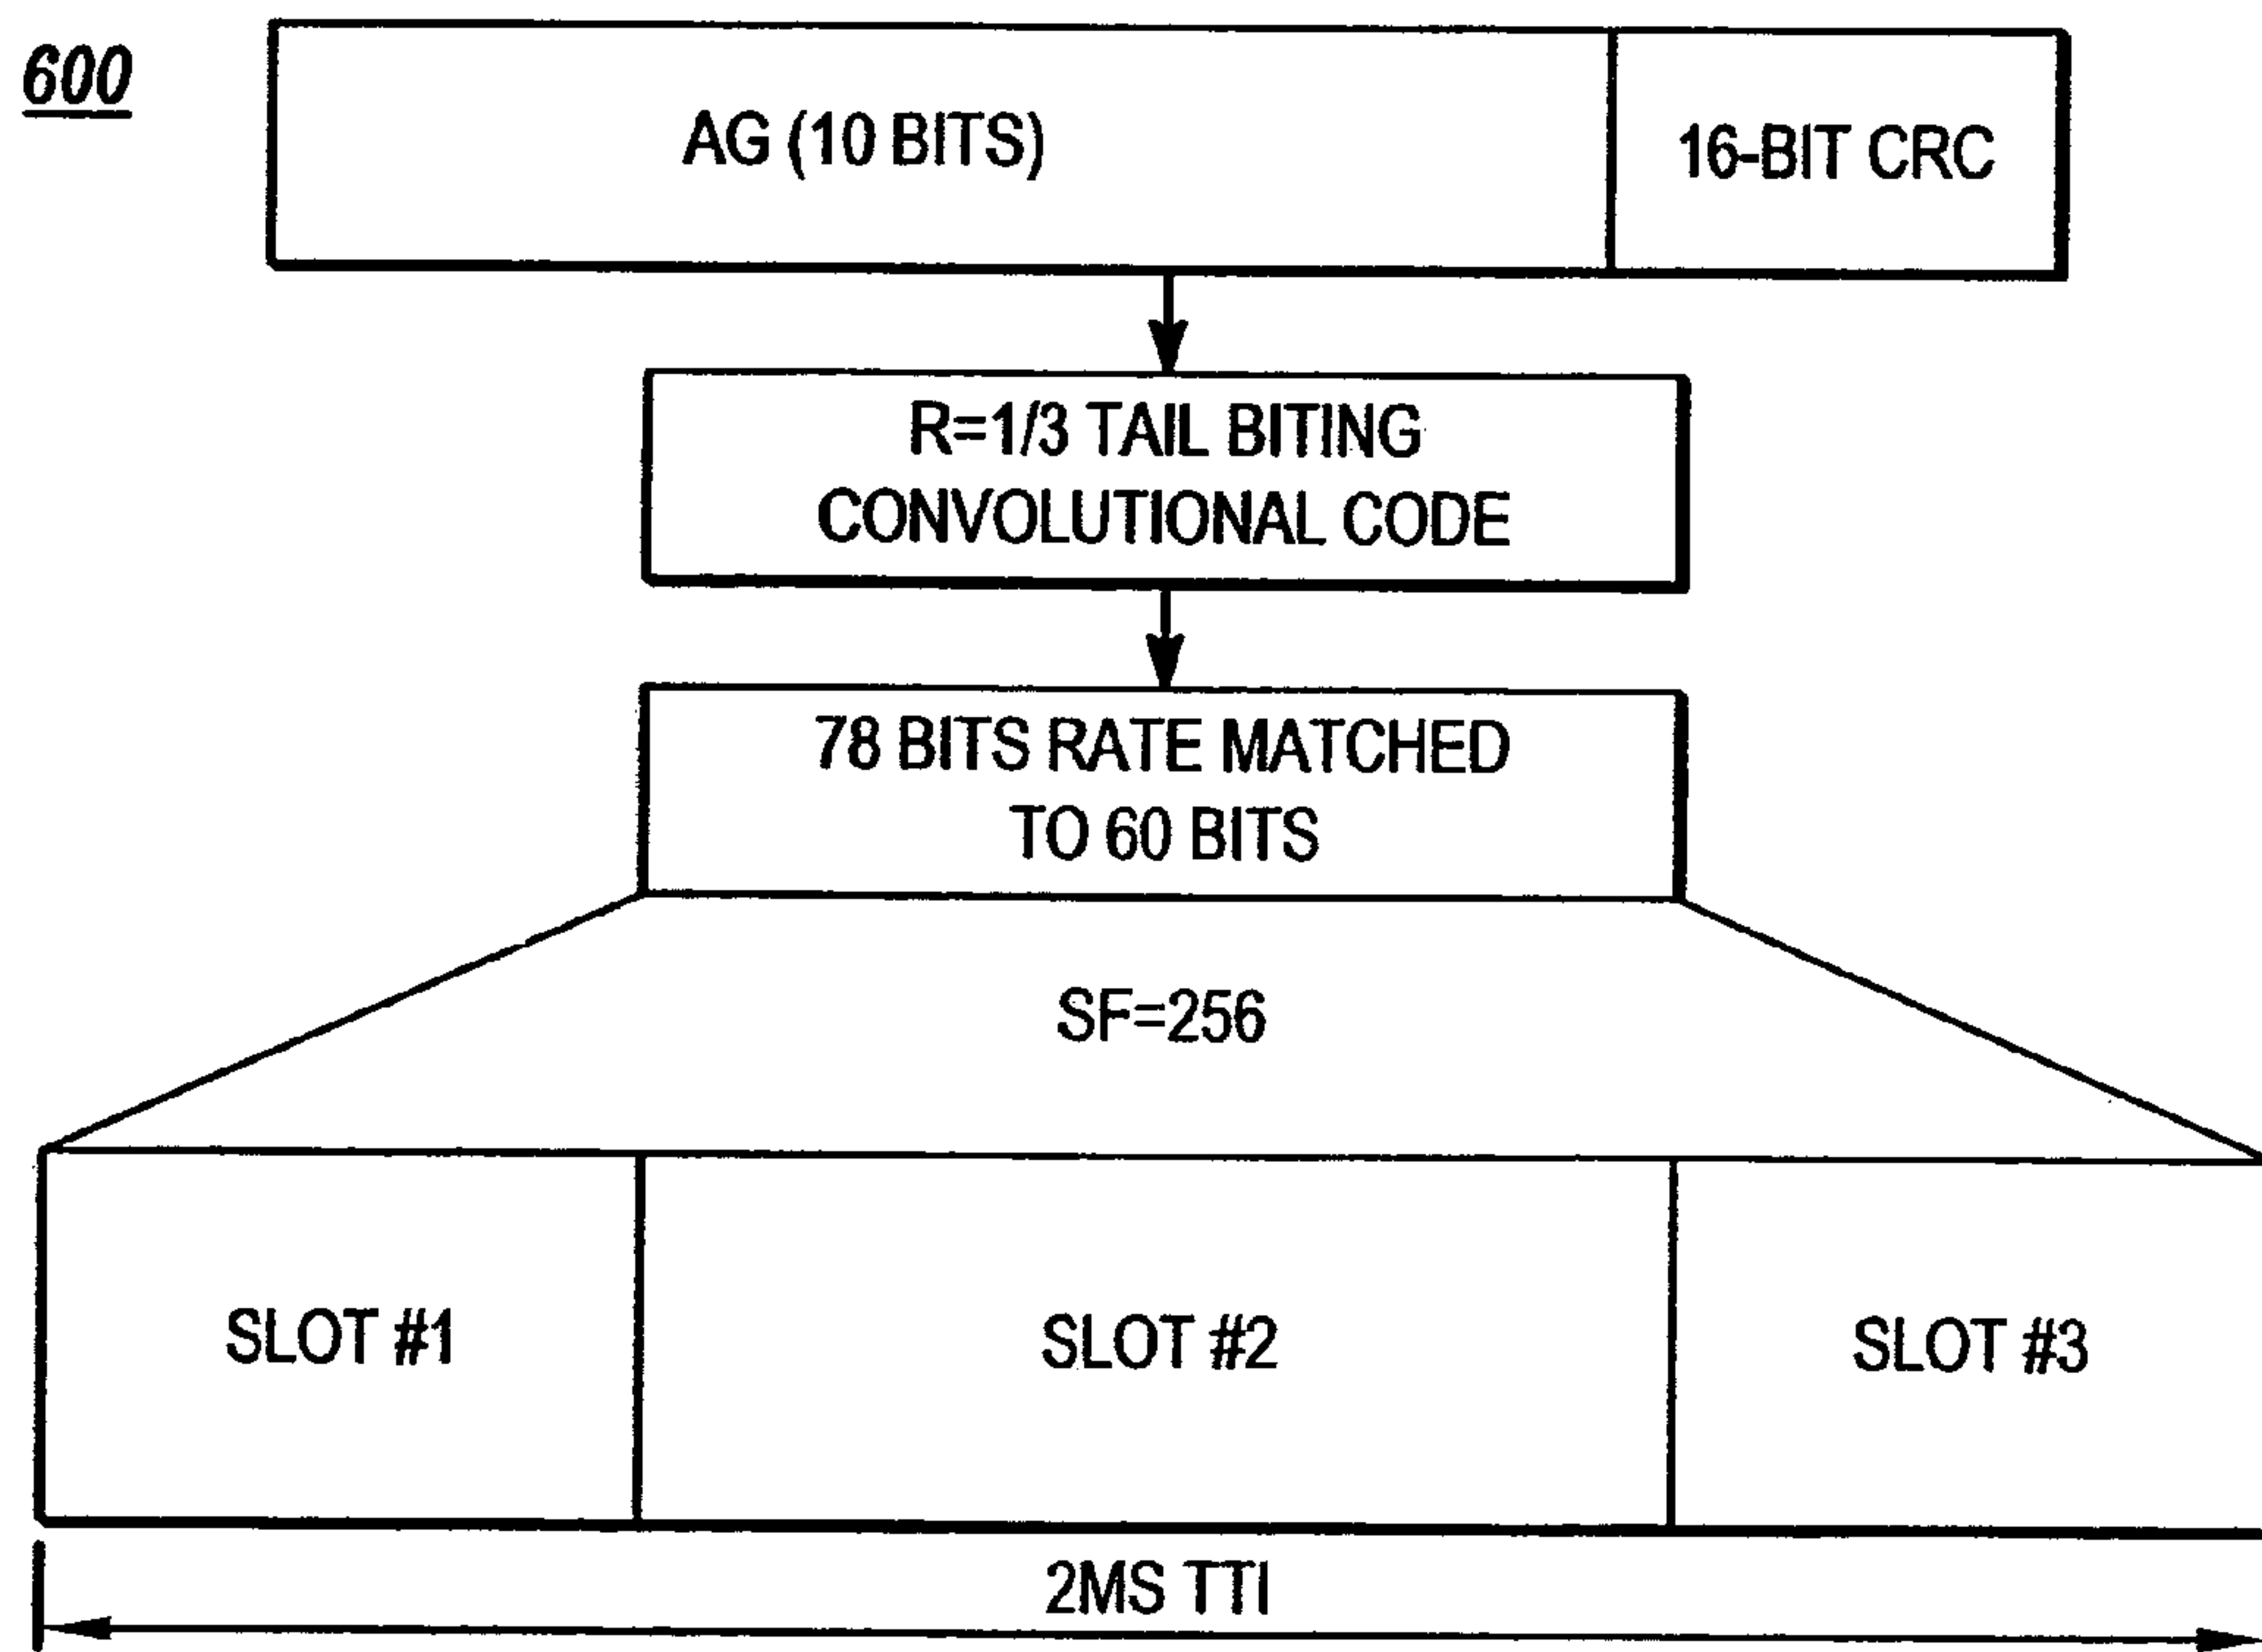 600
AG (10 BITS)
16-BIT CRC
R=1/3 TAIL BITING
CONVOLUTIONAL CODE
78 BITS RATE MATCHED
TO 60 BITS
SF=256
SLOT #1
SLOT #2
SLOT #3
2MS TTI